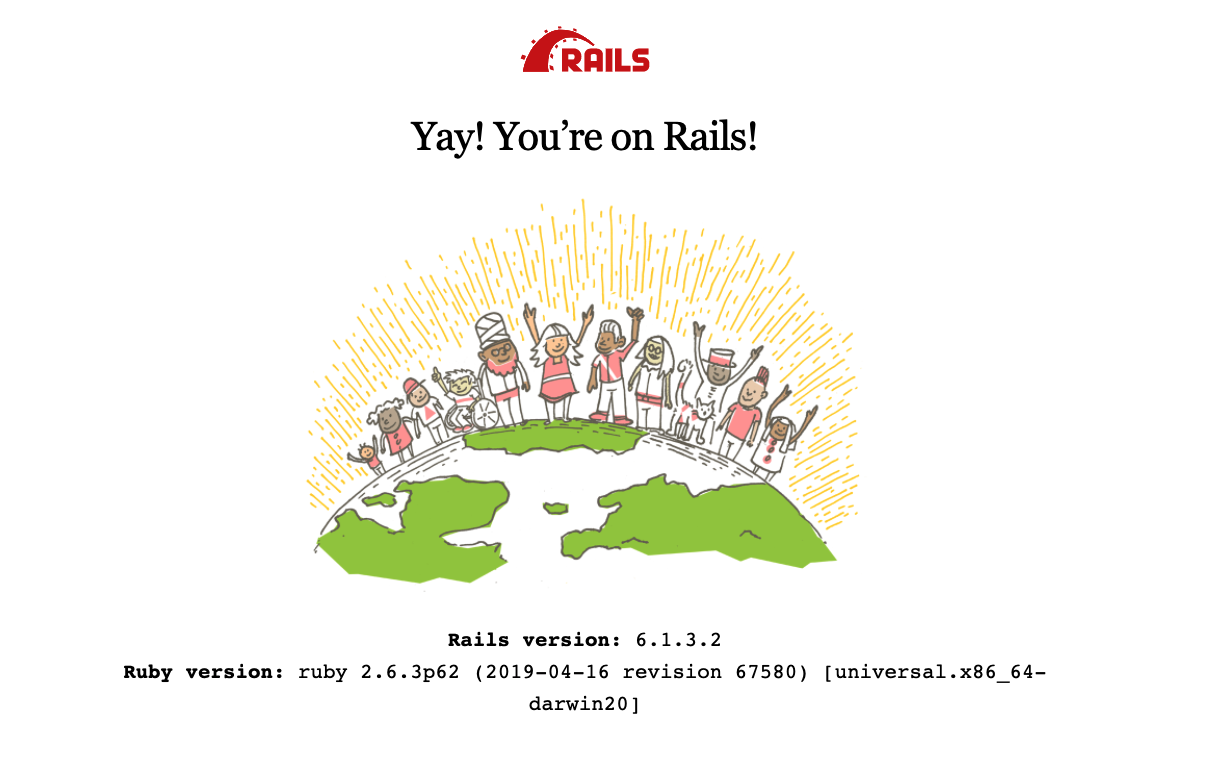 RAILS
Yay! You’re on Rails!
Rails version: 6.1.3.2
Ruby version: ruby 2.6.3p62 (2019-04-16 revision 67580) [universal.x86_64-
darwin20]